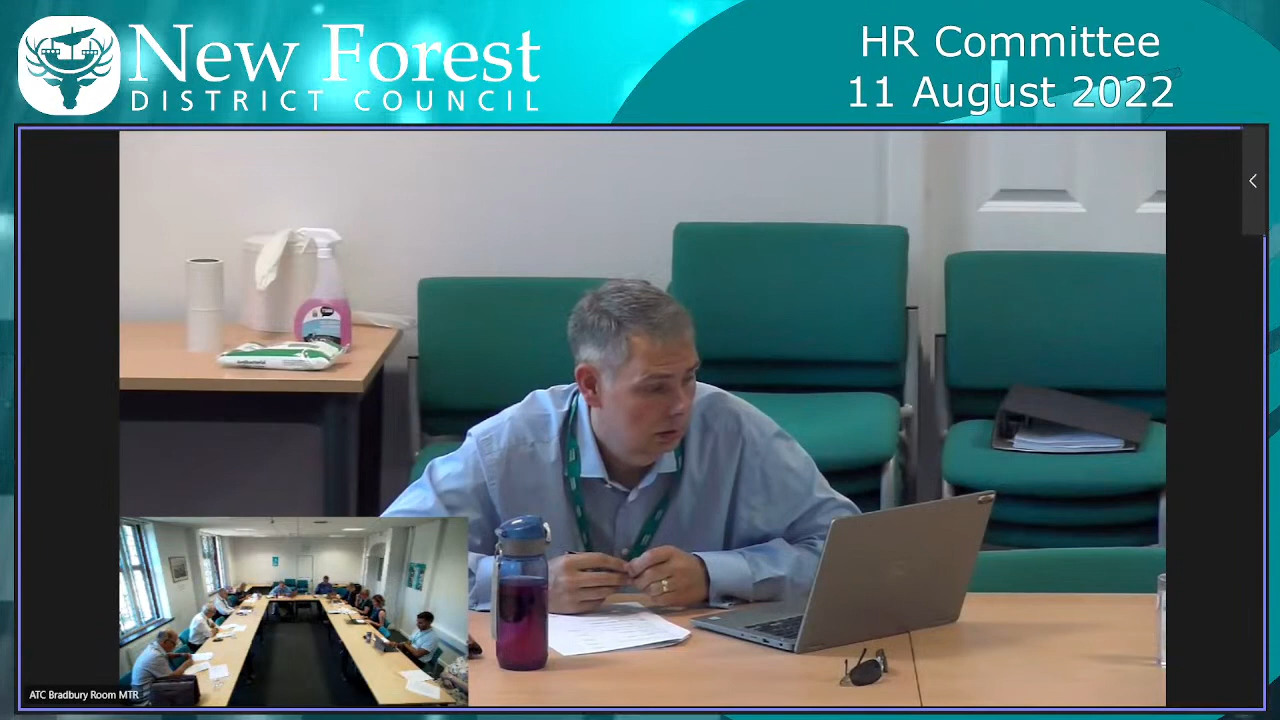 New Forest
DISTRICT COUNCIL
HR Committee
11 August 2022
ATC Bradbury Room MTR